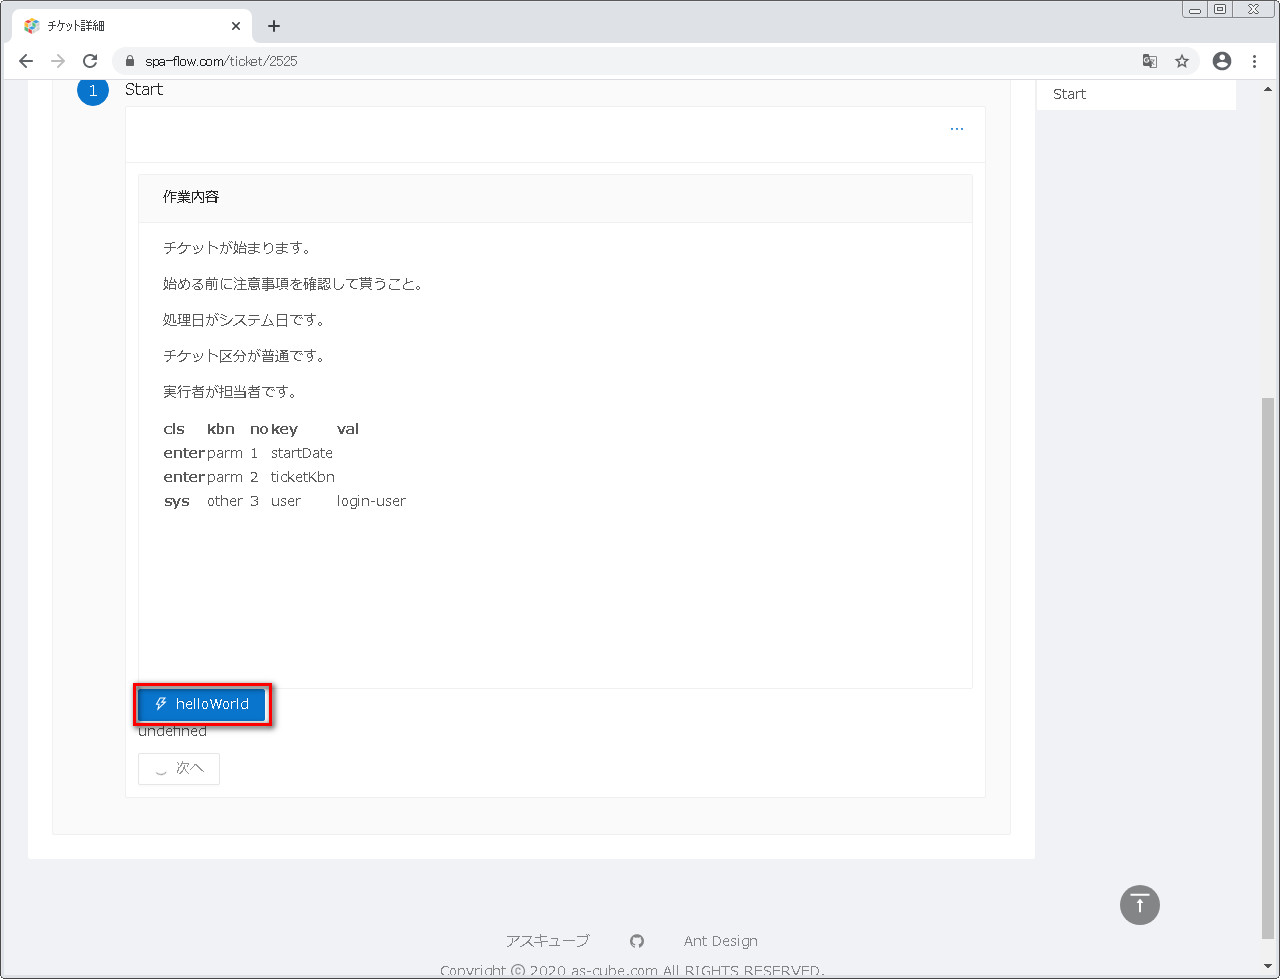 チケット詳細
spa-flow.com/ticket/2525
1 Start
Start
作業内容
チケットが始まります。
始める前に注意事項を確認して貰うこと。
処理日がシステム日です。
チケット区分が普通です。
実行者が担当者です。
cls kbn no key val
enter parm 1 startDate
enter parm 2 ticketKbn
sys other 3 user login-user
helloWorld
undefined
次へ
アスキューブ Ant Design
Copyright © 2020 as-cube.com All RIGHTS RESERVED.